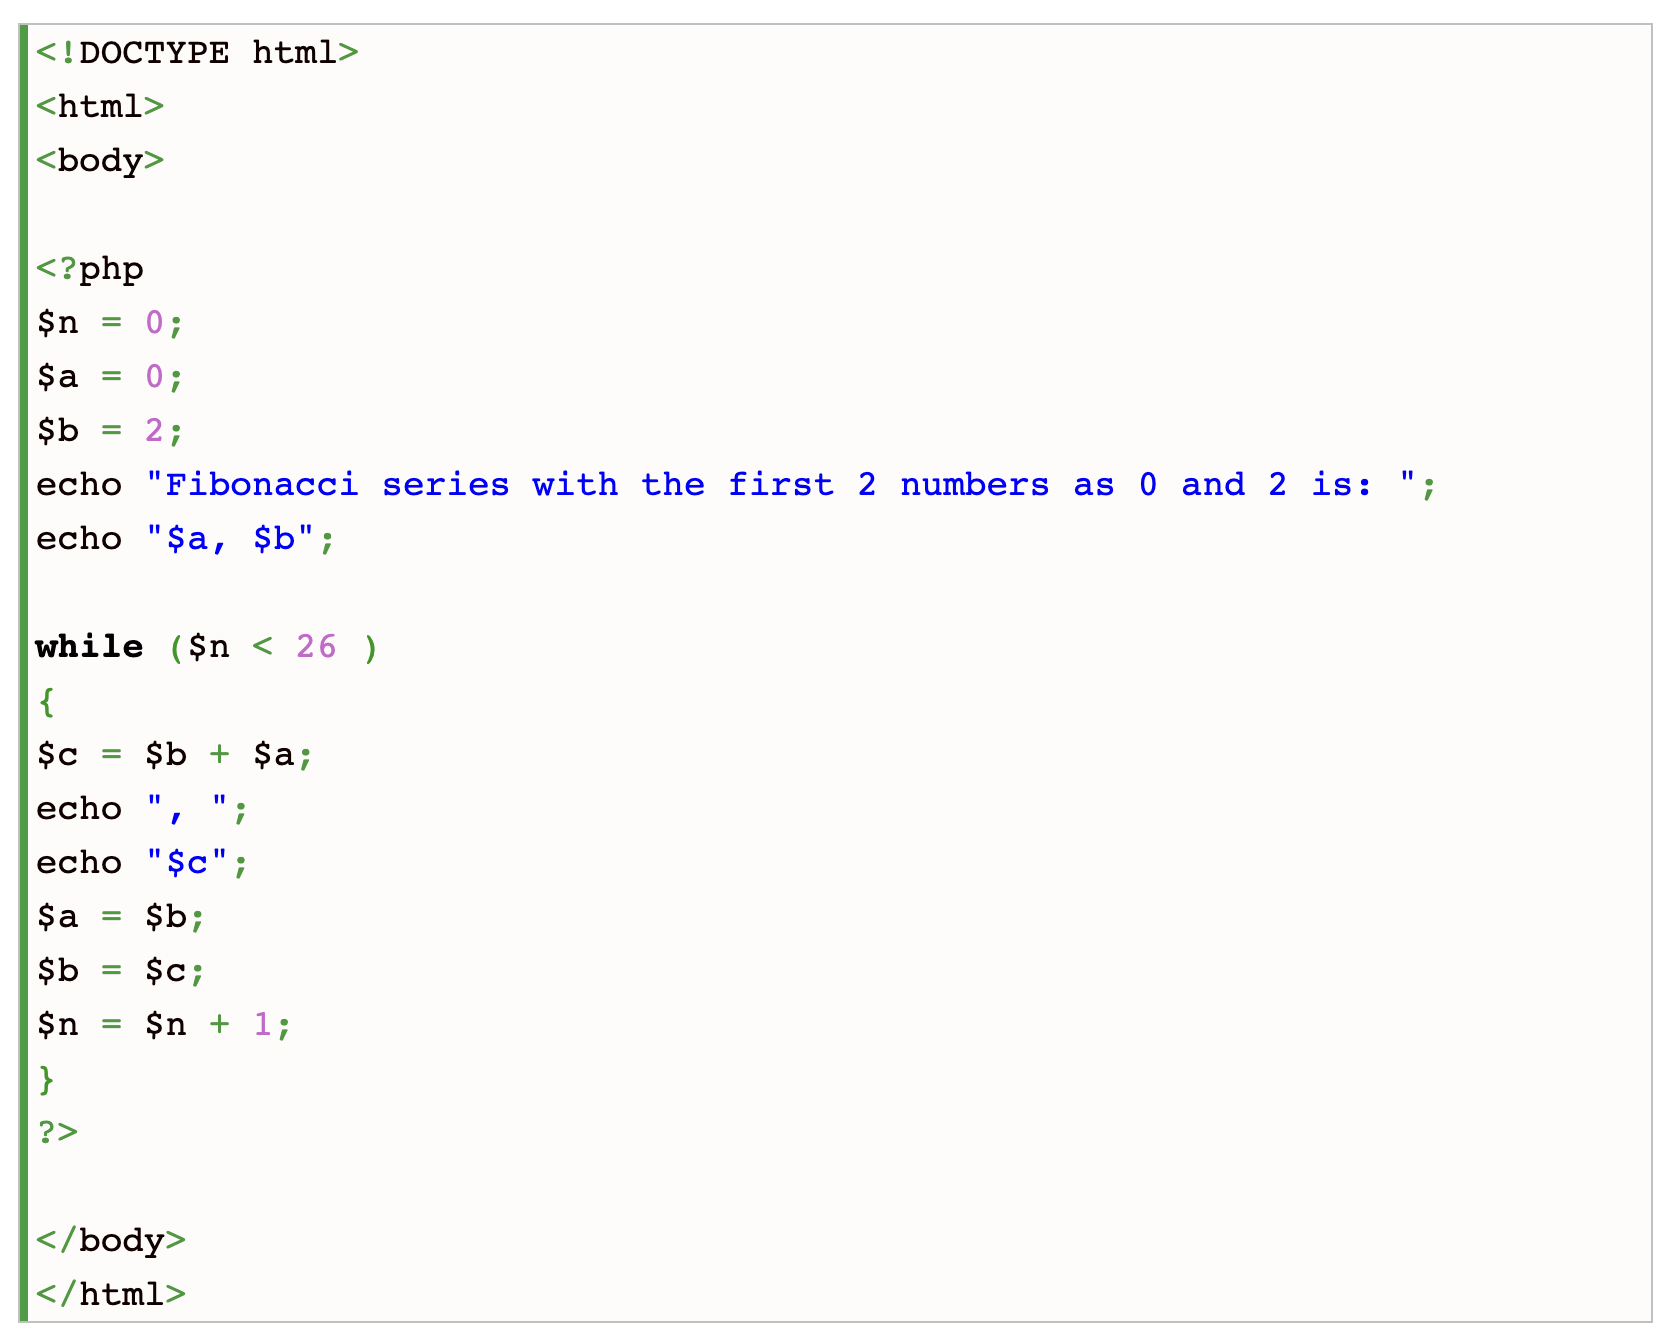 <!DOCTYPE html>
<html>
<body>
<?php
$n = 0;
$a = 0;
$b = 2;
echo "Fibonacci series with the first 2 numbers as 0 and 2 is: ";
echo "$a, $b";
while ($n < 26 )
{
$c = $b + $a;
echo ", ";
echo "$c";
$a = $b;
$b = $c;
$n = $n + 1;
}
?>
</body>
</html>